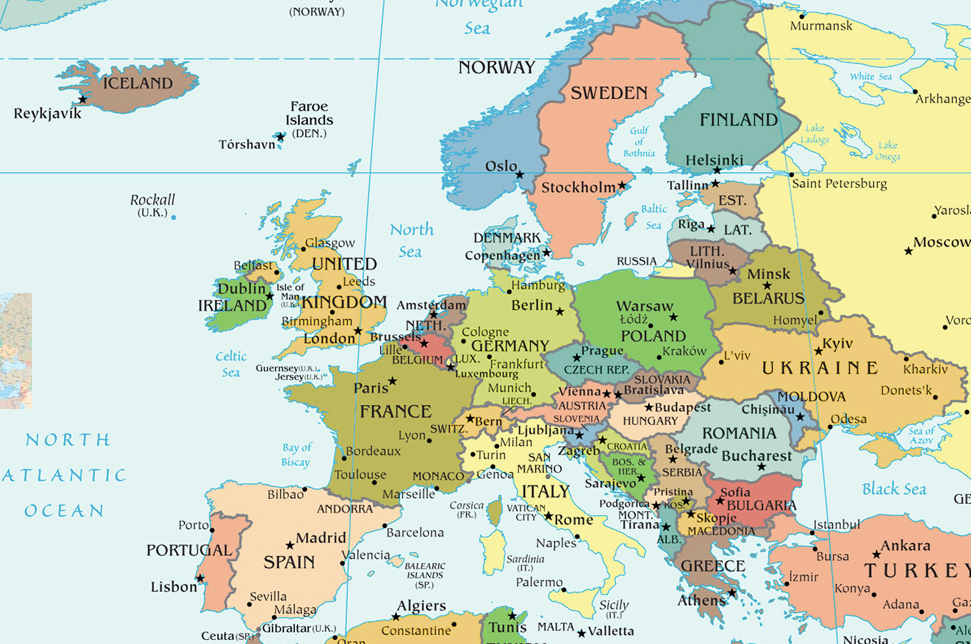 (NORWAY)
Norwegian
Sea
Murmansk
NORWAY
White Sea
ICELAND
SWEDEN
Arkhange
Reykjavík
Faroe
Islands
(DEN.)
Tórshavn
FINLAND
Gulf
of
Bothnia
Lake
Ladoga
Lake
Onega
Oslo
Helsinki
Stockholm
Tallinn
Saint Petersburg
Rockall
(U.K.)
EST.
North
Sea
Baltic
Sea
Riga
LAT.
Yarosla
DENMARK
Copenhagen
Moscow
Glasgow
RUSSIA
LITH.
Vilnius
Belfast
UNITED
KINGDOM
Minsk
BELARUS
Dublin
IRELAND
Isle of
Man
(U.K.)
Leeds
Hamburg
Berlin
Amsterdam
NETH.
Warsaw
Łódź
POLAND
Homyel
Birmingham
London
Brussels
Lille
BELGIUM
Cologne
GERMANY
Voro
Celtic
Sea
LUX.
Luxembourg
Frankfurt
Prague
CZECH REP.
Kraków
L'viv
Kyiv
UKRAINE
Kharkiv
Donets'k
Guernsey(U.K.)
Jersey(U.K.)
Paris
FRANCE
Munich
LIECH.
SLOVAKIA
Bratislava
Vienna
AUSTRIA
SLOVENIA
MOLDOVA
Chișinău
Bern
SWITZ.
Budapest
HUNGARY
Odesa
Sea of
Azov
NORTH
ATLANTIC
OCEAN
Bay of
Biscay
Lyon
Bordeaux
Toulouse
Milan
Turin
Genoa
Ljubljana
Zagreb
CROATIA
ROMANIA
Bucharest
SAN
MARINO
BOS. &
HER.
Sarajevo
Belgrade
SERBIA
Black Sea
GE
MONACO
Marseille
ITALY
Bilbao
ANDORRA
Corsica
(FR.)
VATICAN
CITY
Rome
Podgorica
MONT.
Pristina
KOS.
Sofia
BULGARIA
Tirana
ALB.
Skopje
MACEDONIA
Porto
PORTUGAL
Madrid
SPAIN
Barcelona
Valencia
Naples
Istanbul
Bursa
Ankara
TURKEY
BALEARIC
ISLANDS
(SP.)
Sardinia
(IT.)
GREECE
Lisbon
Palermo
İzmir
Konya
Sevilla
Málaga
Algiers
Sicily
(IT.)
Athens
Adana
Gaz
Gibraltar(U.K.)
Ceuta(SP.)
Oran
Constantine
Tunis
MALTA
Valletta
Nicosia